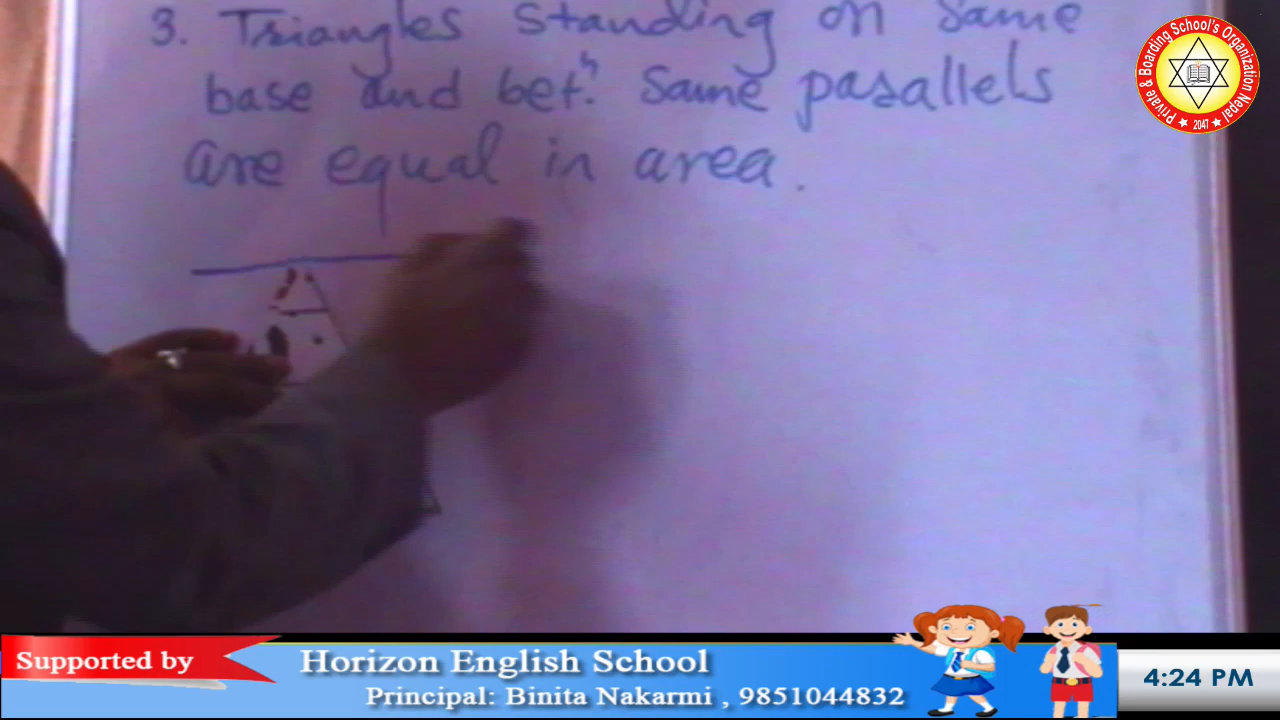 3. Triangles standing on same
base and betⁿ. same parallels
are equal in area.
Private & Boarding School's Organization Nepal
2047
Supported by
Horizon English School
Principal: Binita Nakarmi , 9851044832
4:24 PM